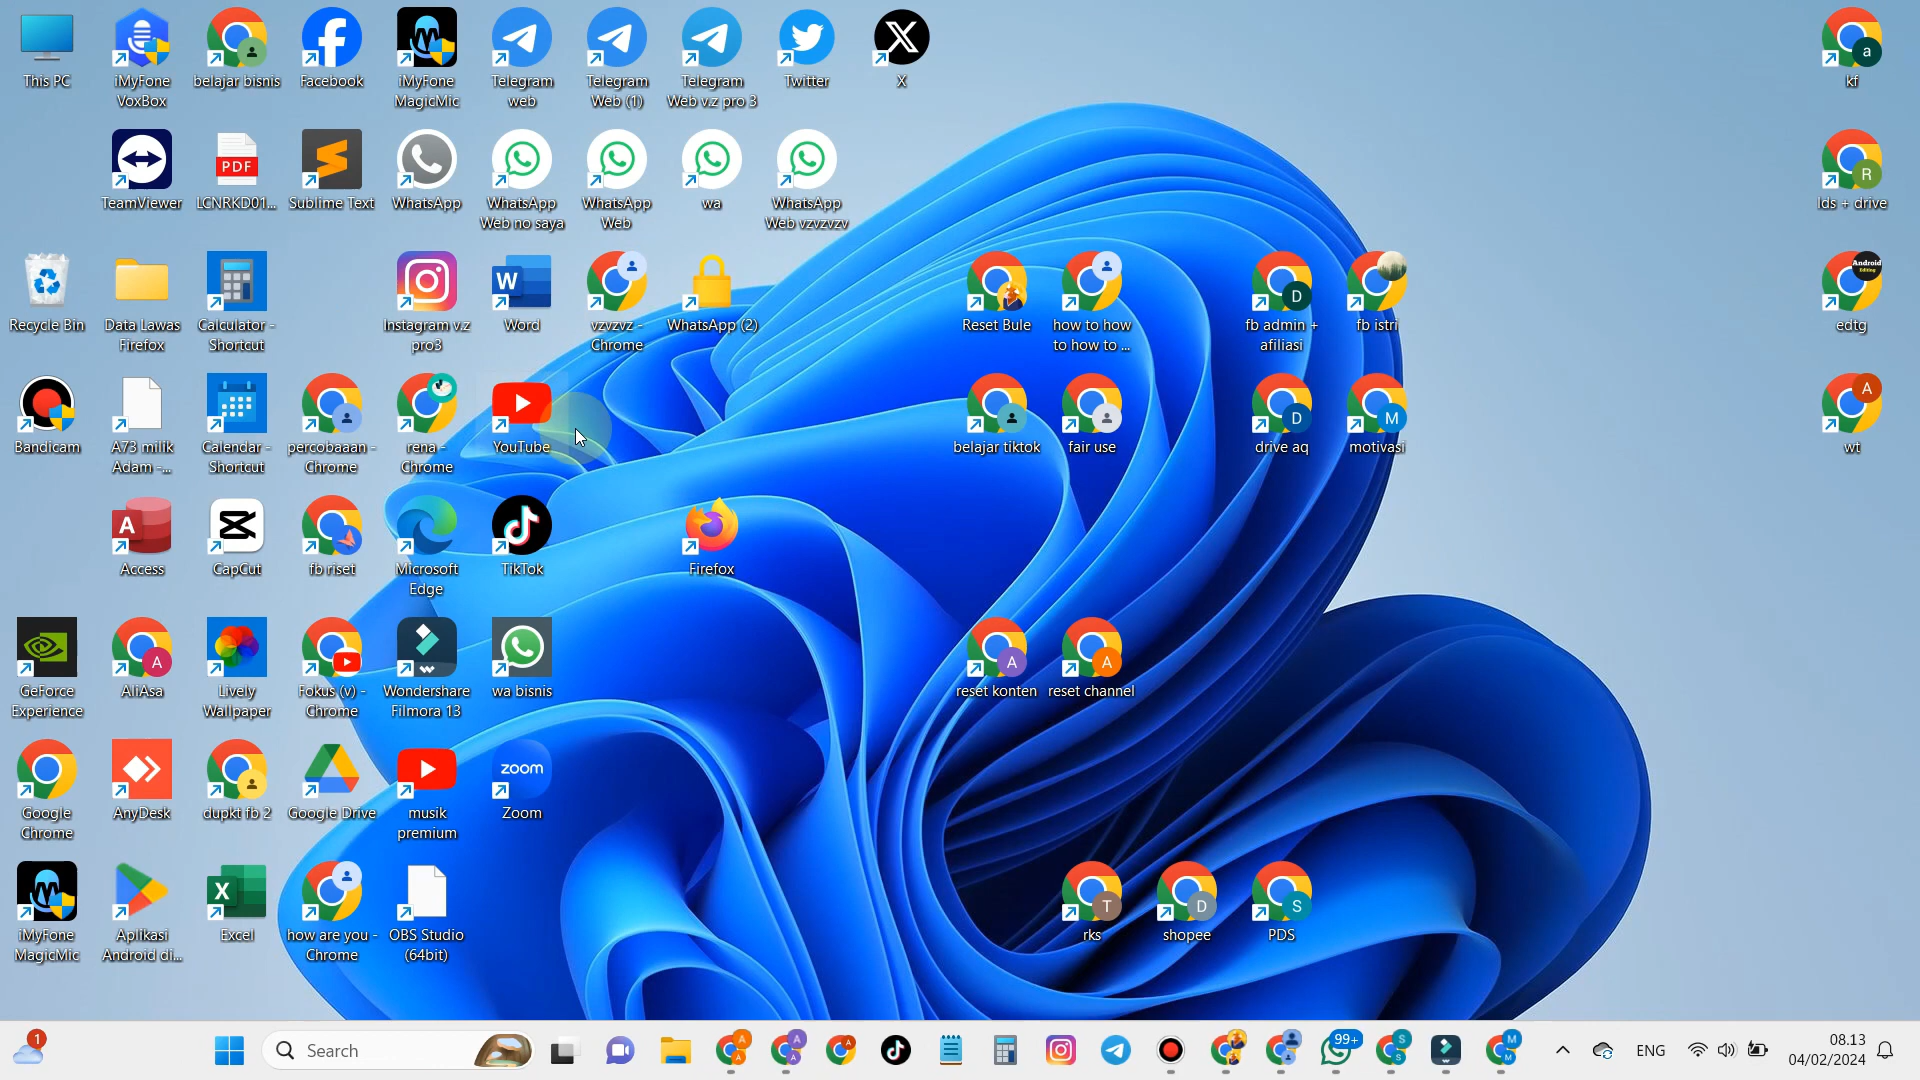 This PC
iMyFone
VoxBox
belajar bisnis
Facebook
iMyFone
MagicMic
Telegram
web
Telegram
Web (1)
Telegram
Web v.z pro 3
Twitter
X
a
kf
TeamViewer
PDF
LCNRKD01...
Sublime Text
WhatsApp
WhatsApp
Web no saya
WhatsApp
Web
wa
WhatsApp
Web vzvzvzv
R
lds + drive
Recycle Bin
Data Lawas
Firefox
Calculator -
Shortcut
Instagram v.z
pro3
W
Word
vzvzvz -
Chrome
WhatsApp (2)
Reset Bule
how to how
to how to ...
D
fb admin +
afiliasi
fb istri
Android
Editing
edtg
Bandicam
A73 milik
Adam -...
Calendar -
Shortcut
percobaaan -
Chrome
rena -
Chrome
YouTube
belajar tiktok
fair use
D
drive aq
M
motivasi
A
wt
A
Access
CapCut
fb riset
Microsoft
Edge
TikTok
Firefox
GeForce
Experience
A
AliAsa
Lively
Wallpaper
Fokus (v) -
Chrome
Wondershare
Filmora 13
wa bisnis
A
reset konten
A
reset channel
Google
Chrome
AnyDesk
dupkt fb 2
Google Drive
musik
premium
zoom
Zoom
iMyFone
MagicMic
Aplikasi
Android di...
X
Excel
how are you -
Chrome
OBS Studio
(64bit)
T
rks
D
shopee
S
PDS
1
Search
A
A
A
A
A
99+
S
S
M
M
ENG
08.13
04/02/2024